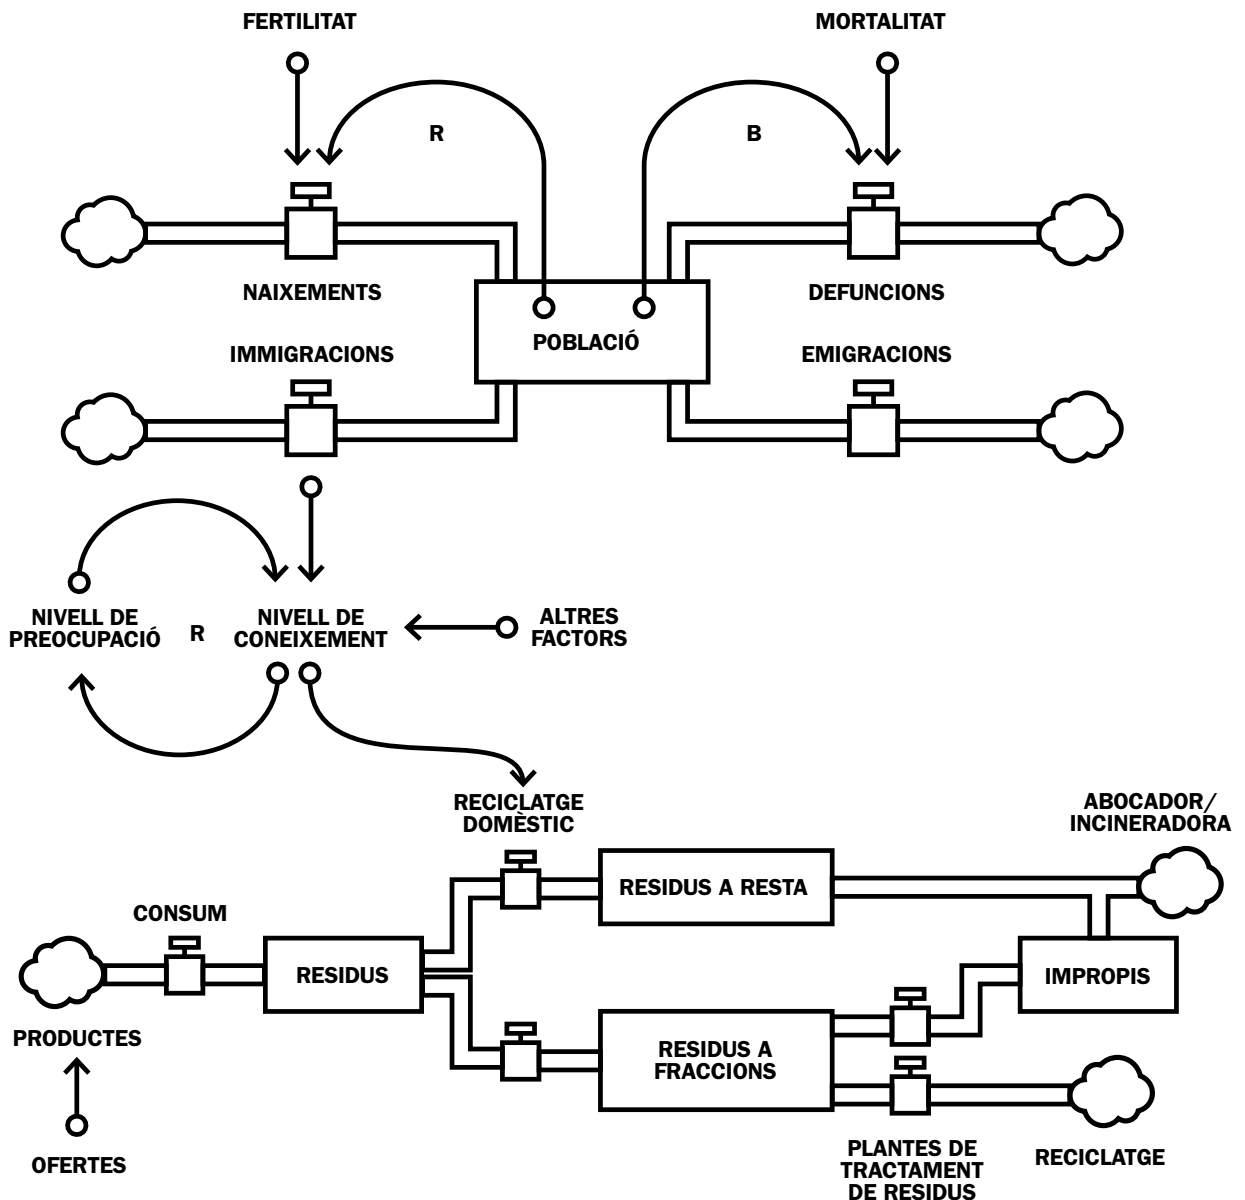 FERTILITAT
MORTALITAT
R
B
NAIXEMENTS
DEFUNCIONS
POBLACIÓ
IMMIGRACIONS
EMIGRACIONS
NIVELL DE
PREOCUPACIÓ
R
NIVELL DE
CONEIXEMENT
ALTRES
FACTORS
RECICLATGE
DOMÈSTIC
ABOCADOR/
INCINERADORA
RESIDUS A RESTA
CONSUM
RESIDUS
IMPROPIS
PRODUCTES
RESIDUS A
FRACCIONS
OFERTES
PLANTES DE
TRACTAMENT
DE RESIDUS
RECICLATGE